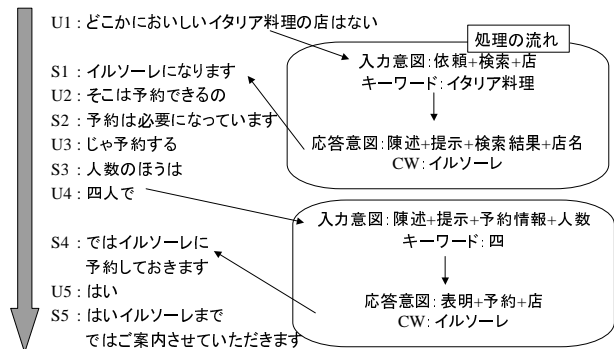 U1：どこかにおいしいイタリア料理の店はない
S1：イルソーレになります
U2：そこは予約できるの
S2：予約は必要になっています
U3：じゃ予約する
S3：人数のほうは
U4：四人で
S4：ではイルソーレに
予約しておきます
U5：はい
S5：はいイルソーレまで
ではご案内させていただきます
処理の流れ
入力意図：依頼+検索+店
キーワード：イタリア料理
応答意図：陳述+提示+検索結果+店名
CW：イルソーレ
入力意図：陳述+提示+予約情報+人数
キーワード：四
応答意図：表明+予約+店
CW：イルソーレ